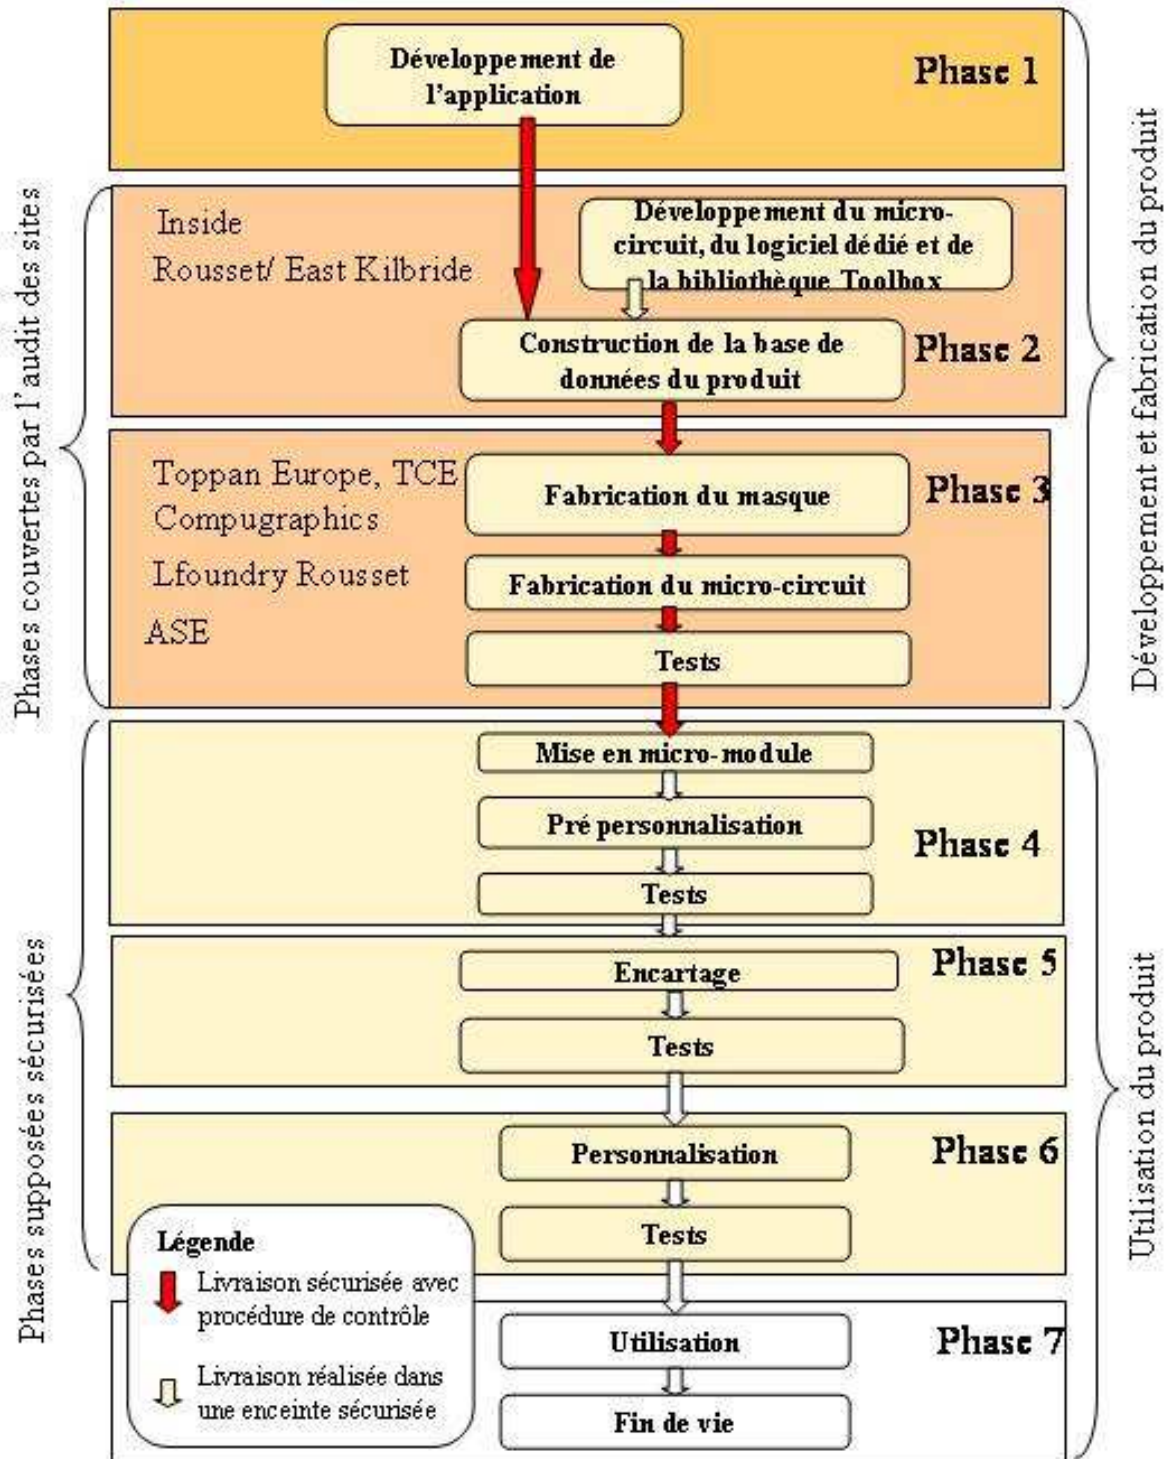 Développement de
l'application
Phase 1
Inside
Rousset/ East Kilbride
Développement du micro-
circuit, du logiciel dédié et de
la bibliothèque Toolbox
Construction de la base de
données du produit
Phase 2
Toppan Europe, TCE
Compugraphics
Lfoundry Rousset
ASE
Fabrication du masque
Phase 3
Fabrication du micro-circuit
Tests
Mise en micro-module
Pré personnalisation
Tests
Phase 4
Encartage
Tests
Phase 5
Personnalisation
Tests
Phase 6
Utilisation
Fin de vie
Phase 7
Légende
Livraison sécurisée avec
procédure de contrôle
Livraison réalisée dans
une enceinte sécurisée
Phases couvertes par l'audit des sites
Phases supposées sécurisées
Développement et fabrication du produit
Utilisation du produit